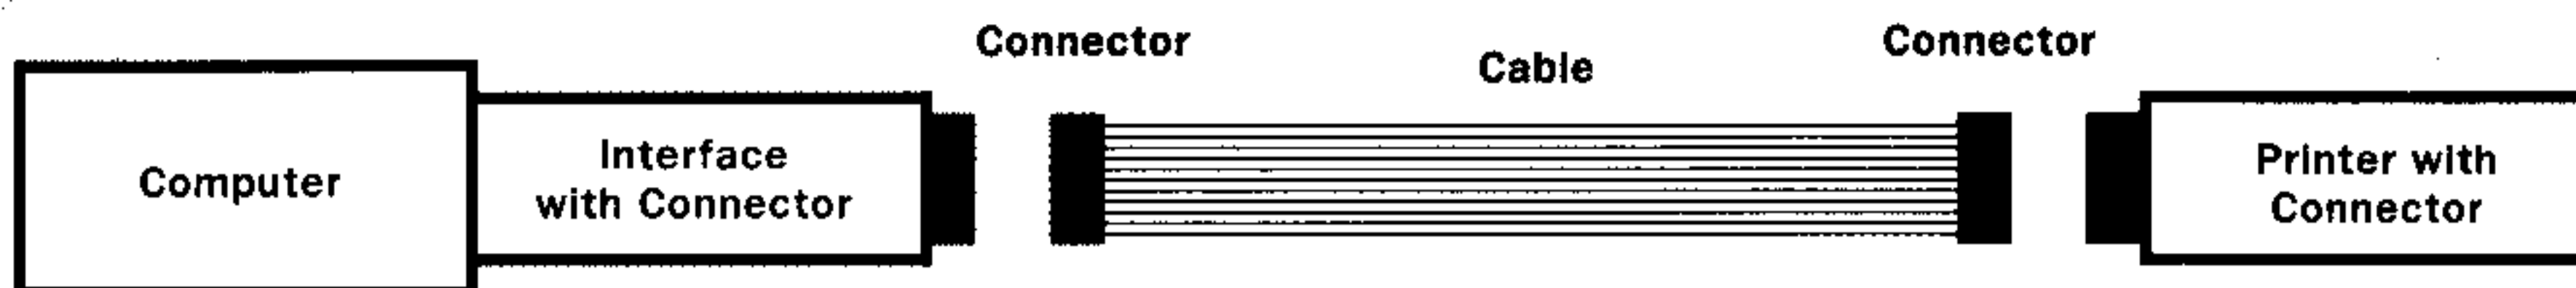 Connector
Connector
Cable
Computer
Interface
with Connector
Printer with
Connector